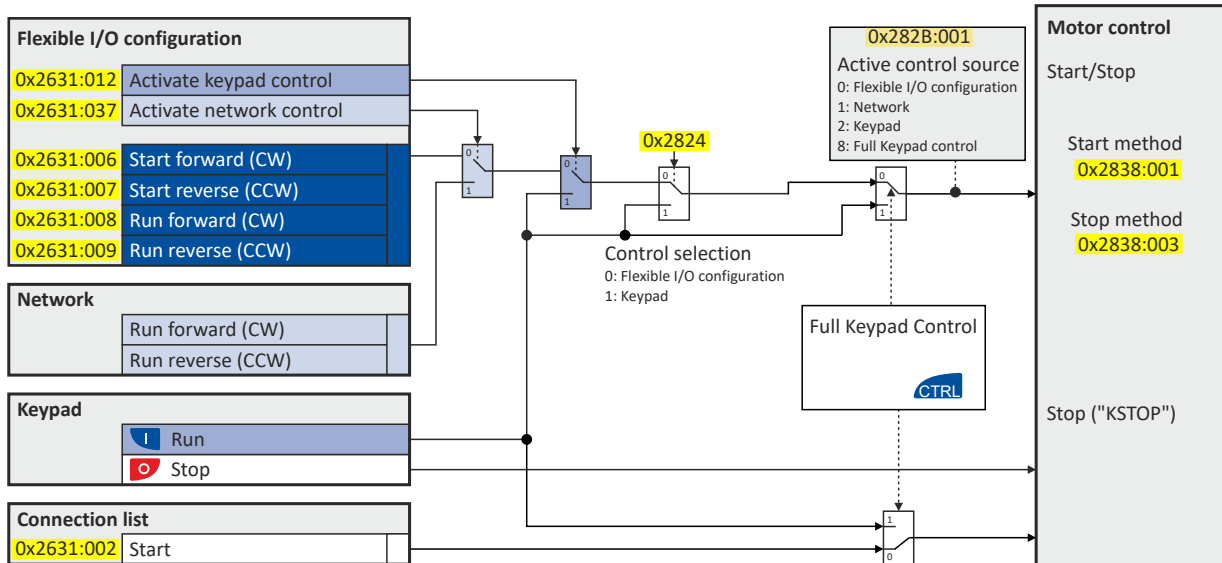 Flexible I/O configuration
0x2631:012 Activate keypad control
0x2631:037 Activate network control
0x2631:006 Start forward (CW)
0x2631:007 Start reverse (CCW)
0x2631:008 Run forward (CW)
0x2631:009 Run reverse (CCW)
Network
Run forward (CW)
Run reverse (CCW)
Keypad
I Run
O Stop
Connection list
0x2631:002 Start
0
1
0
1
0x2824
0
1
Control selection
0: Flexible I/O configuration
1: Keypad
0x282B:001
Active control source
0: Flexible I/O configuration
1: Network
2: Keypad
8: Full Keypad control
0
1
Full Keypad Control
CTRL
1
0
Motor control
Start/Stop
Start method
0x2838:001
Stop method
0x2838:003
Stop ("KSTOP")